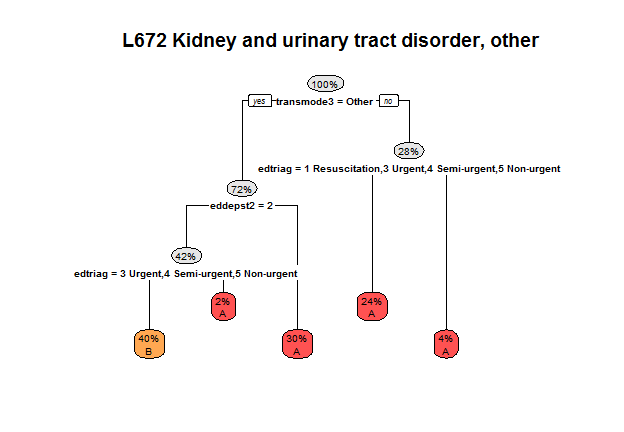 L672 Kidney and urinary tract disorder, other
100%
yes
transmode3 = Other
no
28%
edtriag = 1 Resuscitation,3 Urgent,4 Semi-urgent,5 Non-urgent
72%
eddepst2 = 2
42%
edtriag = 3 Urgent,4 Semi-urgent,5 Non-urgent
2%
A
24%
A
40%
B
30%
A
4%
A